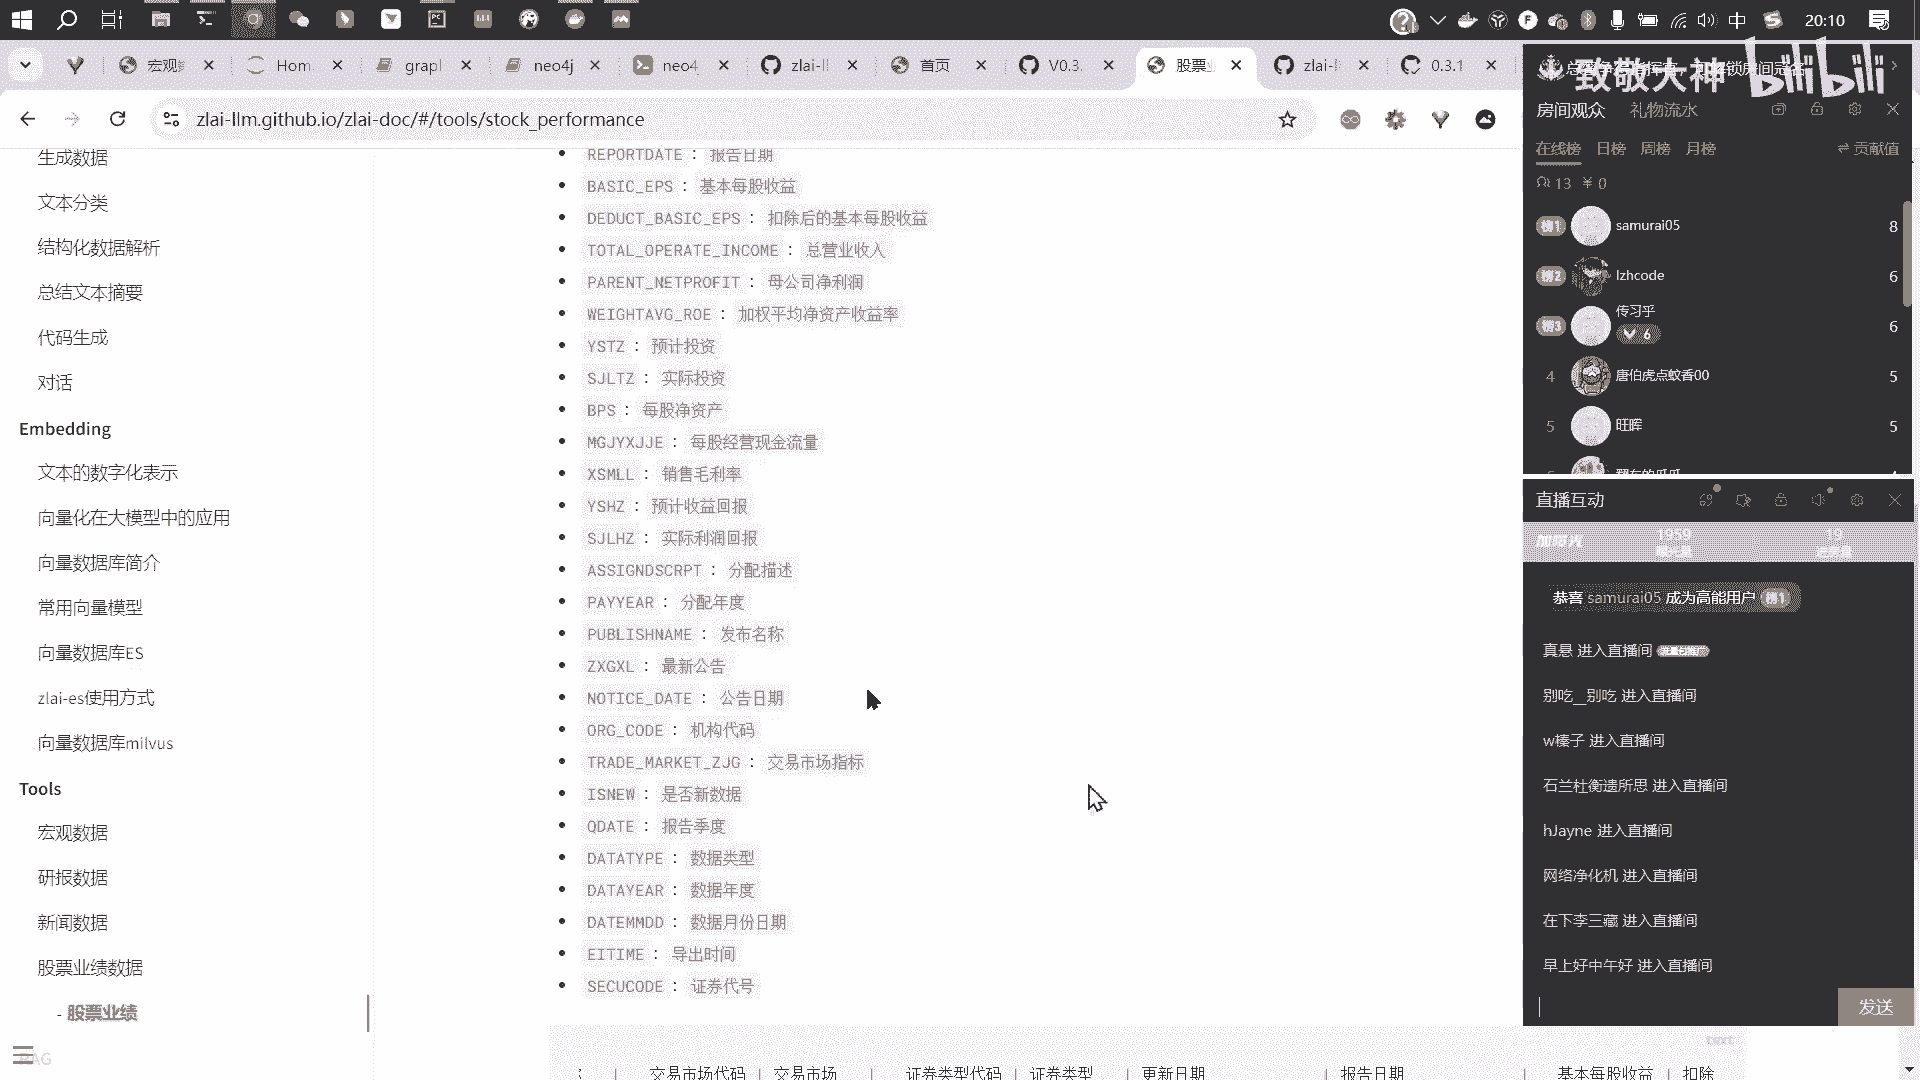 20:10
中
宏观
Hom
grapl
neo4j
neo4
zlai-ll
首页
V0.3.
股票业
zlai-l
0.3.1
zlai-llm.github.io/zlai-doc/#/tools/stock_performance
生成数据
文本分类
结构化数据解析
总结文本摘要
代码生成
对话
Embedding
文本的数字化表示
向量化在大模型中的应用
向量数据库简介
常用向量模型
向量数据库ES
zlai-es使用方式
向量数据库milvus
Tools
宏观数据
研报数据
新闻数据
股票业绩数据
- 股票业绩
RAG
REPORTDATE : 报告日期
BASIC_EPS : 基本每股收益
DEDUCT_BASIC_EPS : 扣除后的基本每股收益
TOTAL_OPERATE_INCOME : 总营业收入
PARENT_NETPROFIT : 母公司净利润
WEIGHTAVG_ROE : 加权平均净资产收益率
YSTZ : 预计投资
SJLTZ : 实际投资
BPS : 每股净资产
MGJYXJJE : 每股经营现金流量
XSMLL : 销售毛利率
YSHZ : 预计收益回报
SJLHZ : 实际利润回报
ASSIGNDSCRPT : 分配描述
PAYYEAR : 分配年度
PUBLISHNAME : 发布名称
ZXGXL : 最新公告
NOTICE_DATE : 公告日期
ORG_CODE : 机构代码
TRADE_MARKET_ZJG : 交易市场指标
ISNEW : 是否新数据
QDATE : 报告季度
DATATYPE : 数据类型
DATAYEAR : 数据年度
DATEMMDD : 数据月份日期
EITIME : 导出时间
SECUCODE : 证券代号
text
| 交易市场代码 | 交易市场 | 证券类型代码 | 证券类型 | 更新日期 | 报告日期 | 基本每股收益 | 扣除
致敬大神 bilibili
房间观众 礼物流水
在线榜 日榜 周榜 月榜 贡献值
13 ￥ 0
榜1 samurai05 8
榜2 lzhcode 6
榜3 传习乎 6
6
4 唐伯虎点蚊香00 5
5 旺晖 5
直播互动
1959 19
恭喜 samurai05 成为高能用户 榜1
真悬 进入直播间
别吃__别吃 进入直播间
w榛子 进入直播间
石兰杜衡遗所思 进入直播间
hJayne 进入直播间
网络净化机 进入直播间
在下李三藏 进入直播间
早上好中午好 进入直播间
发送